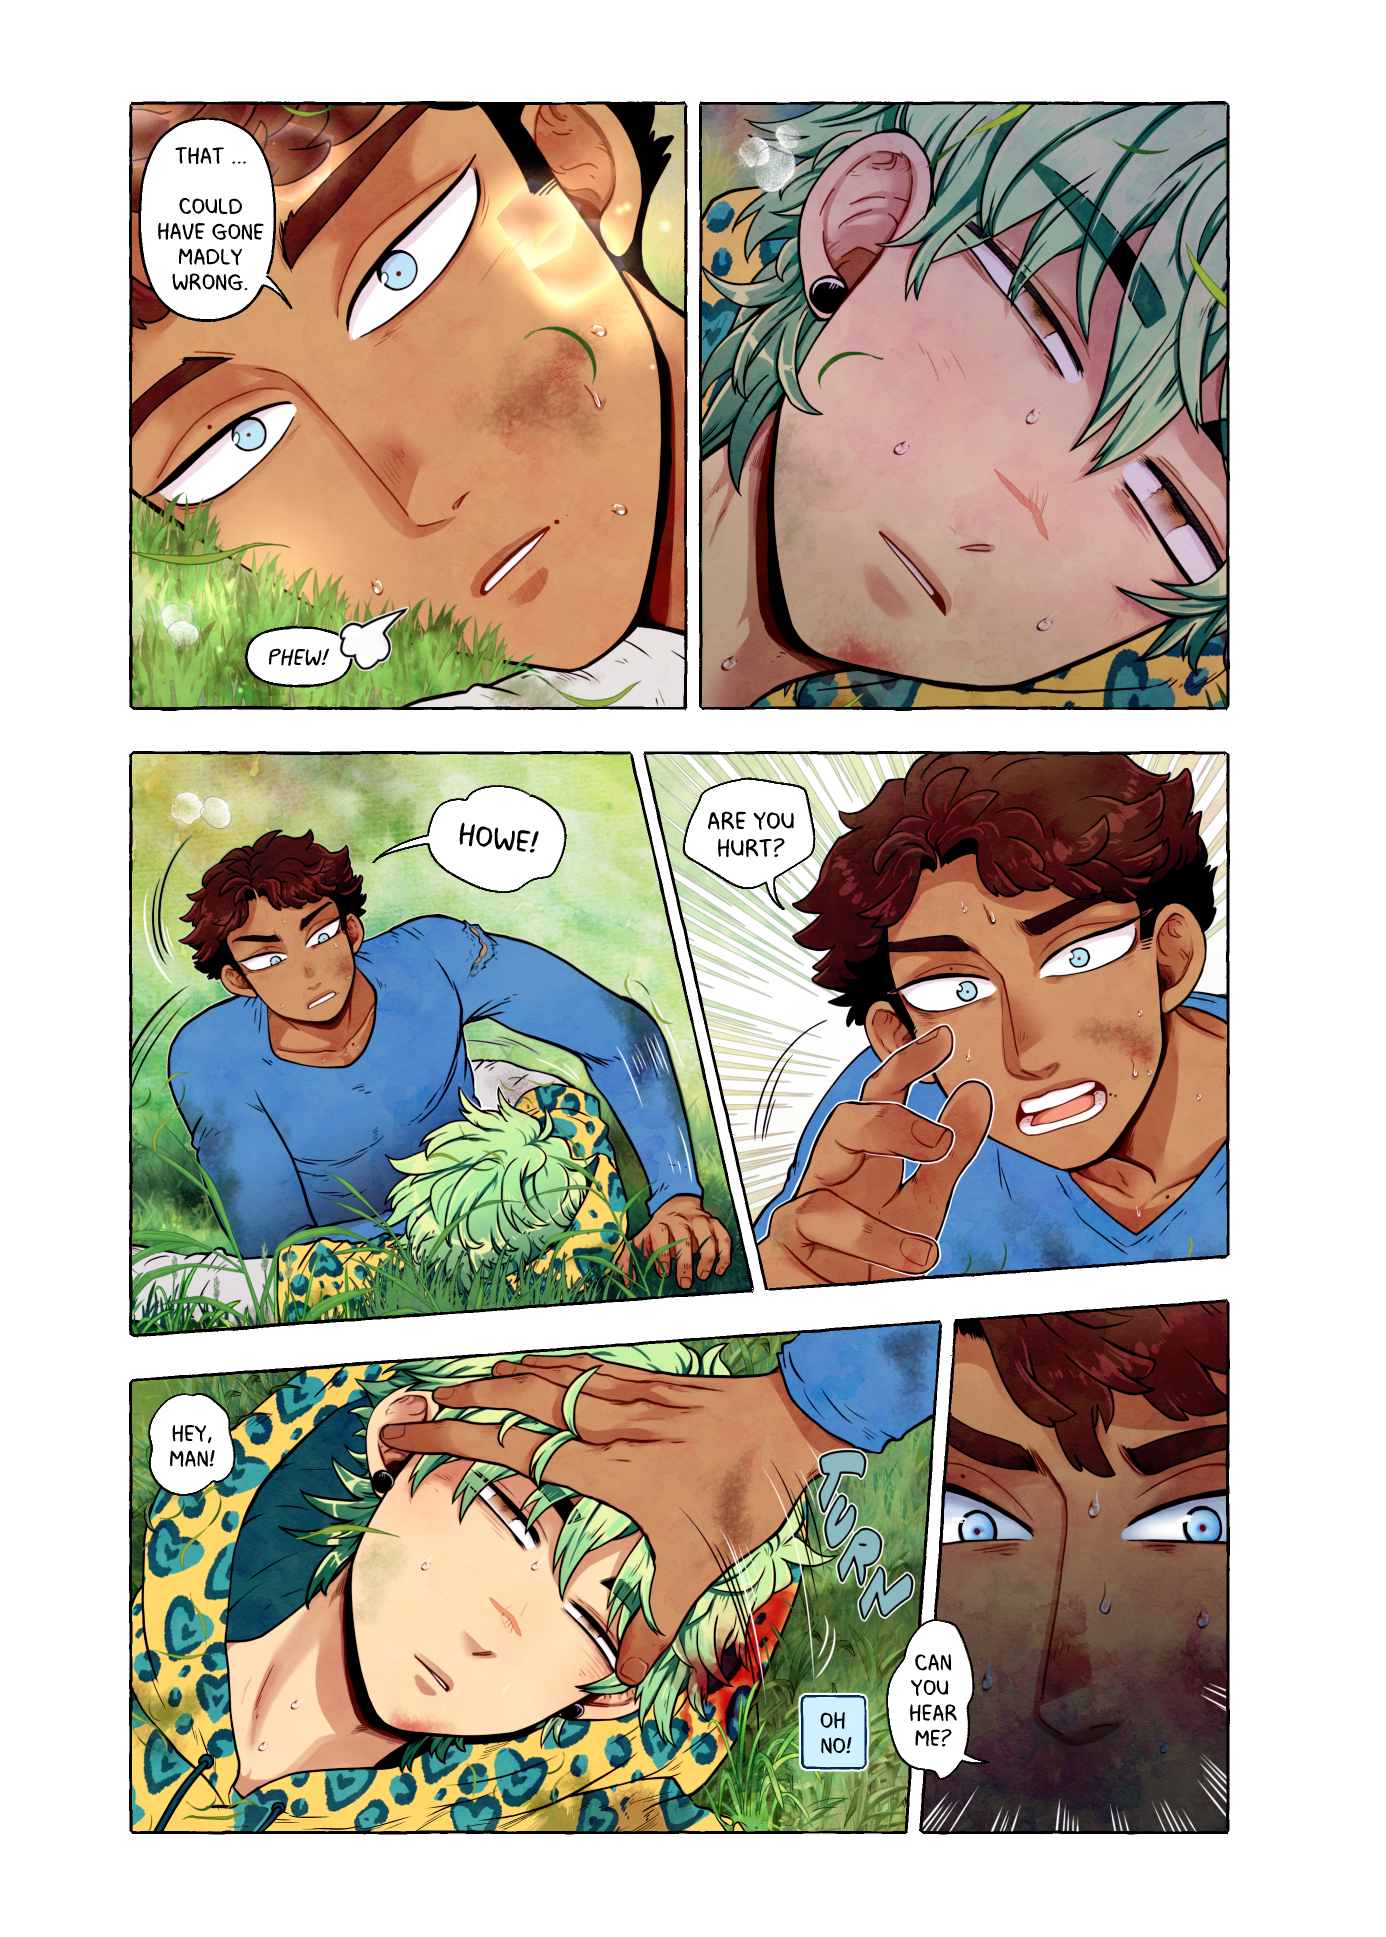 THAT ...
COULD
HAVE GONE
MADLY
WRONG.
PHEW!
HOWE!
ARE YOU
HURT?
HEY,
MAN!
TURN
OH
NO!
CAN
YOU
HEAR
ME?